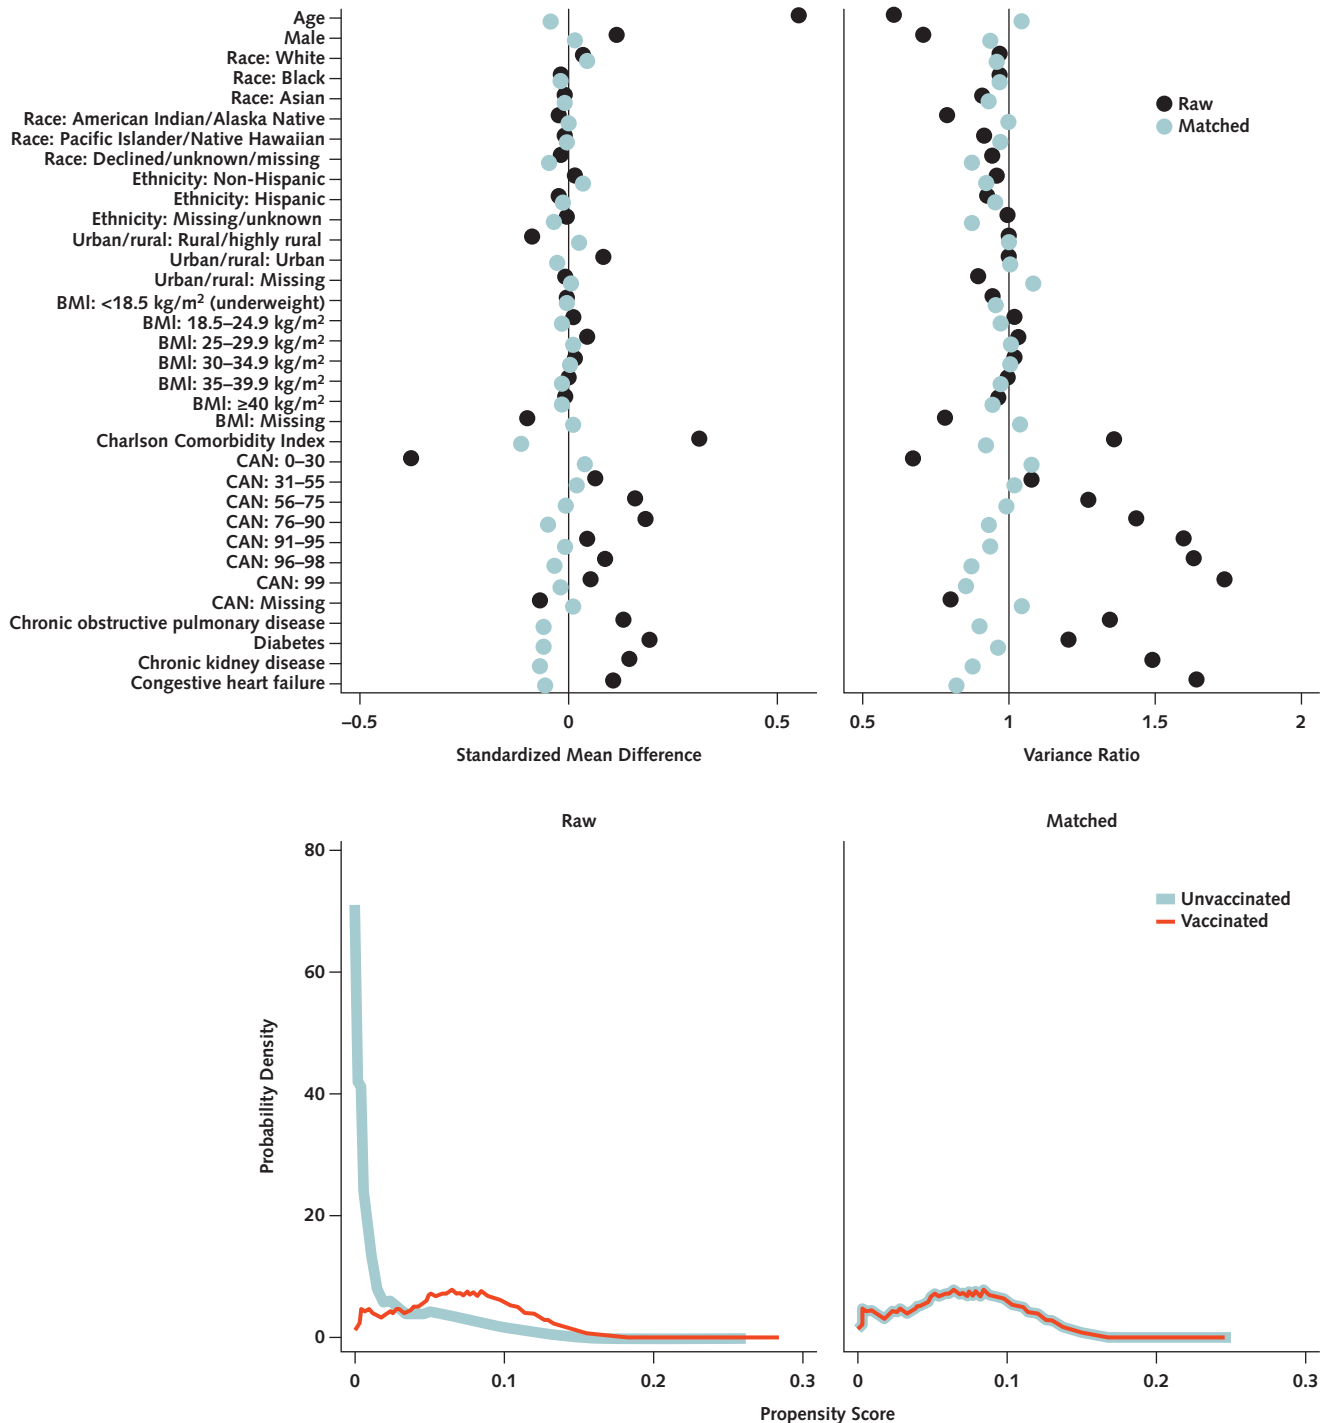 Age
Male
Race: White
Race: Black
Race: Asian
Race: American Indian/Alaska Native
Race: Pacific Islander/Native Hawaiian
Race: Declined/unknown/missing
Ethnicity: Non-Hispanic
Ethnicity: Hispanic
Ethnicity: Missing/unknown
Urban/rural: Rural/highly rural
Urban/rural: Urban
Urban/rural: Missing
BMI: <18.5 kg/m² (underweight)
BMI: 18.5–24.9 kg/m²
BMI: 25–29.9 kg/m²
BMI: 30–34.9 kg/m²
BMI: 35–39.9 kg/m²
BMI: ≥40 kg/m²
BMI: Missing
Charlson Comorbidity Index
CAN: 0–30
CAN: 31–55
CAN: 56–75
CAN: 76–90
CAN: 91–95
CAN: 96–98
CAN: 99
CAN: Missing
Chronic obstructive pulmonary disease
Diabetes
Chronic kidney disease
Congestive heart failure
–0.5 0 0.5
Standardized Mean Difference
Raw
Matched
0.5 1 1.5 2
Variance Ratio
Raw
80
60
40
20
0
Probability Density
0 0.1 0.2 0.3
Matched
Unvaccinated
Vaccinated
0 0.1 0.2 0.3
Propensity Score